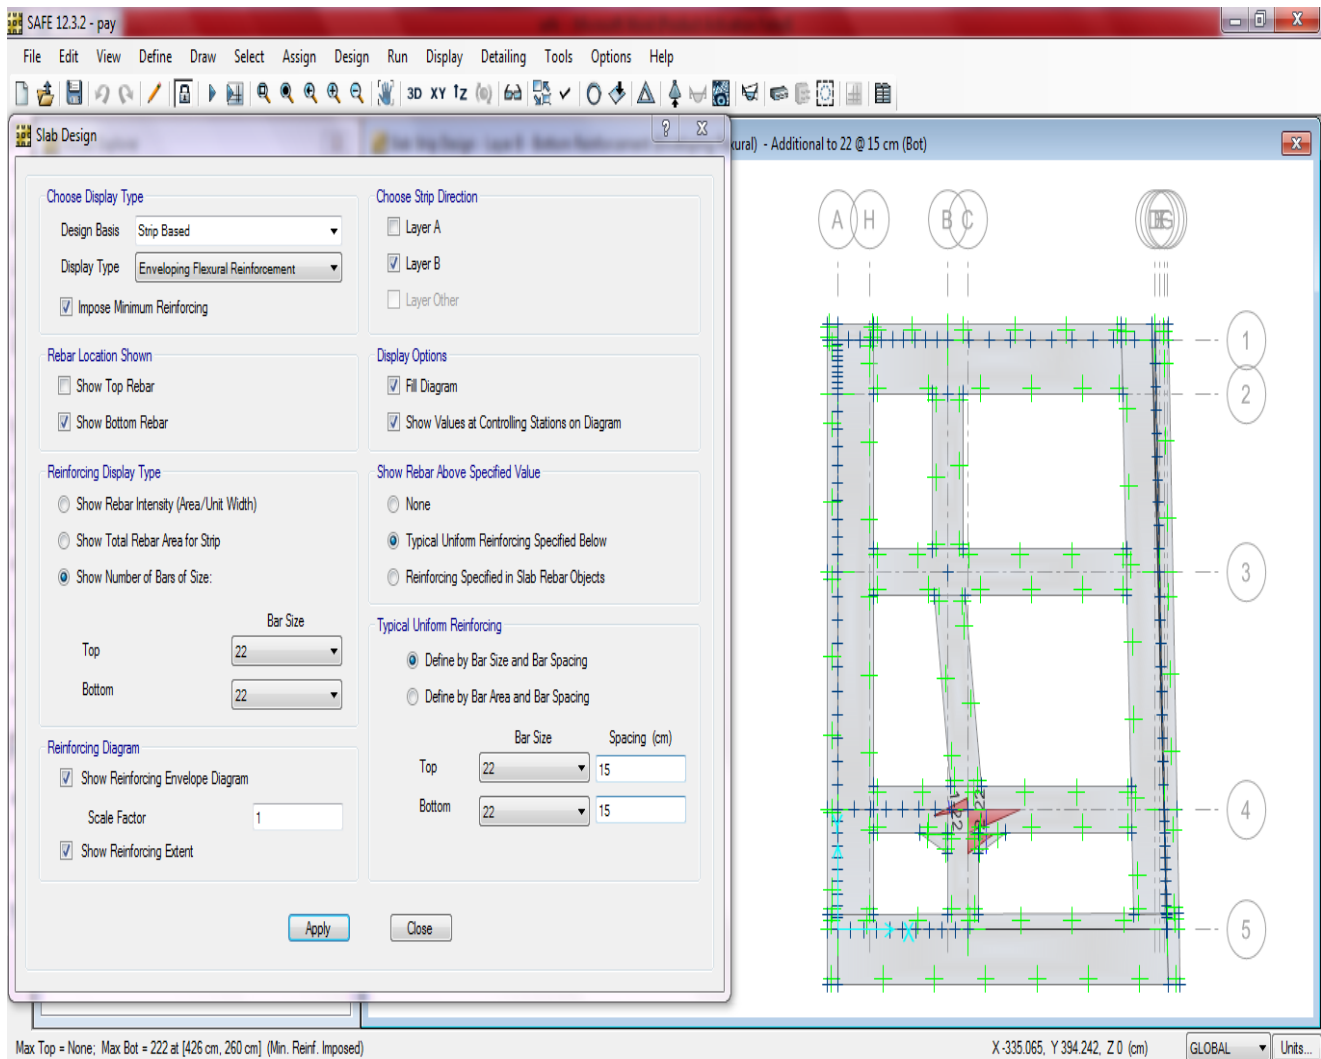 SAFE 12.3.2 - pay
File Edit View Define Draw Select Assign Design Run Display Detailing Tools Options Help
3D XY
Slab Design
- Additional to 22 @ 15 cm (Bot)
Choose Display Type
Design Basis Strip Based
Display Type Enveloping Flexural Reinforcement
Impose Minimum Reinforcing
Choose Strip Direction
Layer A
Layer B
Layer Other
Rebar Location Shown
Show Top Rebar
Show Bottom Rebar
Display Options
Fill Diagram
Show Values at Controlling Stations on Diagram
Reinforcing Display Type
Show Rebar Intensity (Area/Unit Width)
Show Total Rebar Area for Strip
Show Number of Bars of Size:
Bar Size
Top 22
Bottom 22
Show Rebar Above Specified Value
None
Typical Uniform Reinforcing Specified Below
Reinforcing Specified in Slab Rebar Objects
Typical Uniform Reinforcing
Define by Bar Size and Bar Spacing
Define by Bar Area and Bar Spacing
Bar Size Spacing (cm)
Top 22 15
Bottom 22 15
Reinforcing Diagram
Show Reinforcing Envelope Diagram
Scale Factor 1
Show Reinforcing Extent
Apply Close
A H B C
1
2
3
4
5
X
Max Top = None; Max Bot = 222 at [426 cm, 260 cm] (Min. Reinf. Imposed)
X -335.065, Y 394.242, Z 0 (cm)
GLOBAL Units...